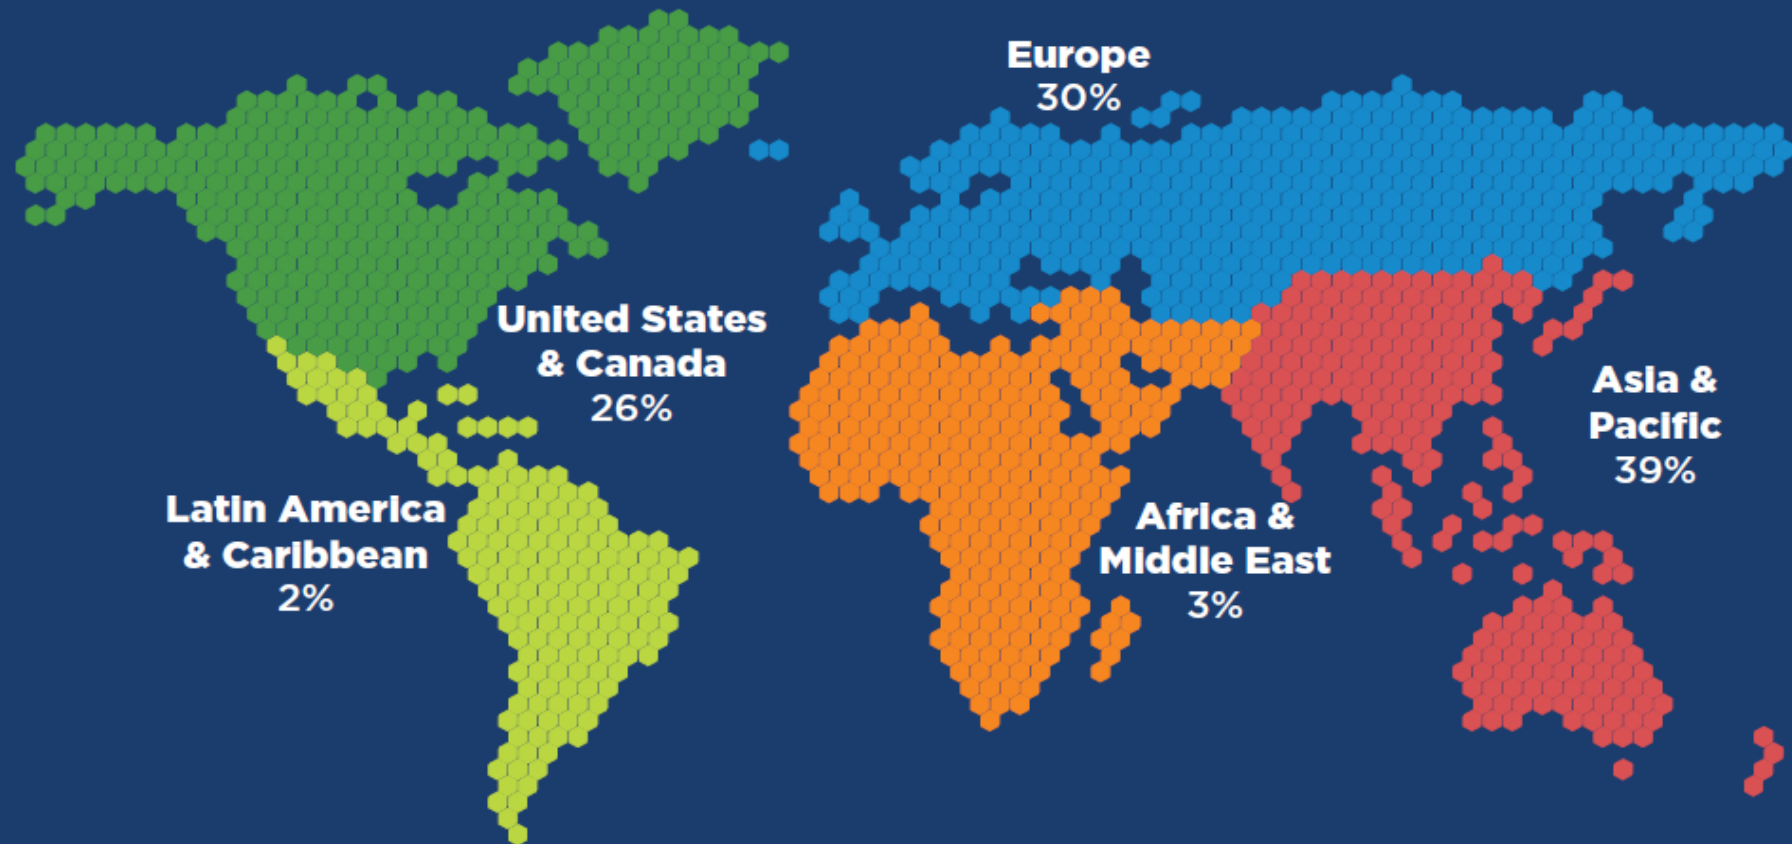 Europe
30%
United States
& Canada
26%
Asia &
Pacific
39%
Latin America
& Caribbean
2%
Africa &
Middle East
3%